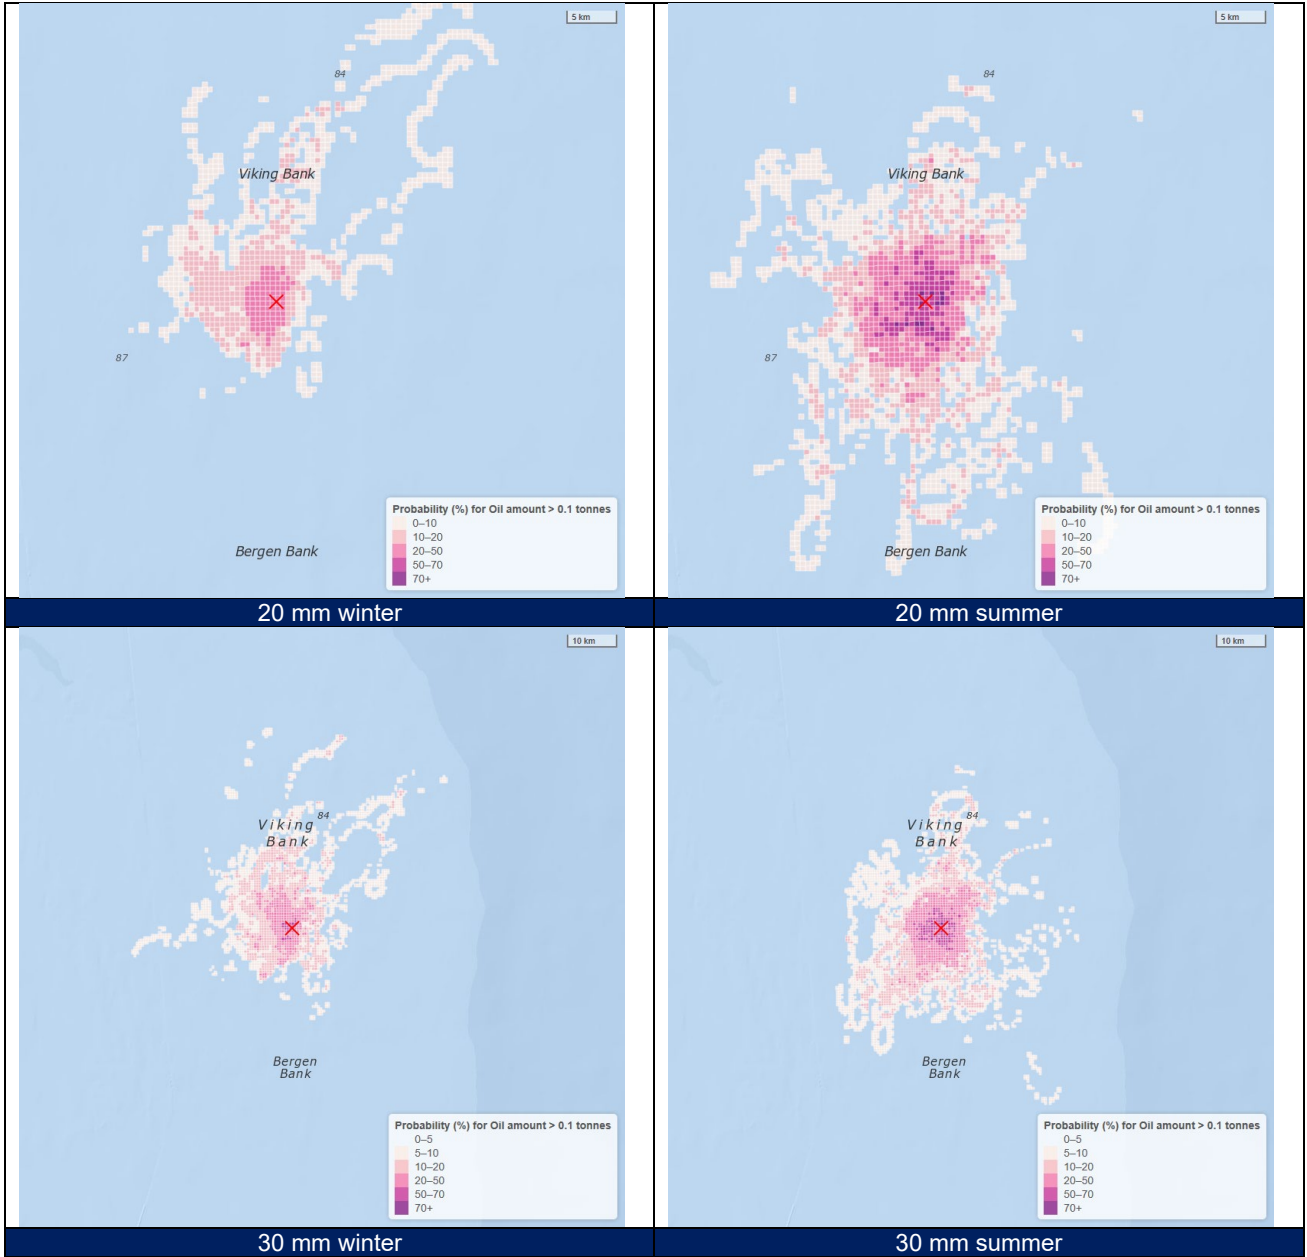 5 km
84
Viking Bank
87
Bergen Bank
Probability (%) for Oil amount > 0.1 tonnes
0–10
10–20
20–50
50–70
70+
20 mm winter
5 km
84
Viking Bank
87
Bergen Bank
Probability (%) for Oil amount > 0.1 tonnes
0–10
10–20
20–50
50–70
70+
20 mm summer
10 km
84
Viking
Bank
Bergen
Bank
Probability (%) for Oil amount > 0.1 tonnes
0–5
5–10
10–20
20–50
50–70
70+
30 mm winter
10 km
84
Viking
Bank
Bergen
Bank
Probability (%) for Oil amount > 0.1 tonnes
0–5
5–10
10–20
20–50
50–70
70+
30 mm summer